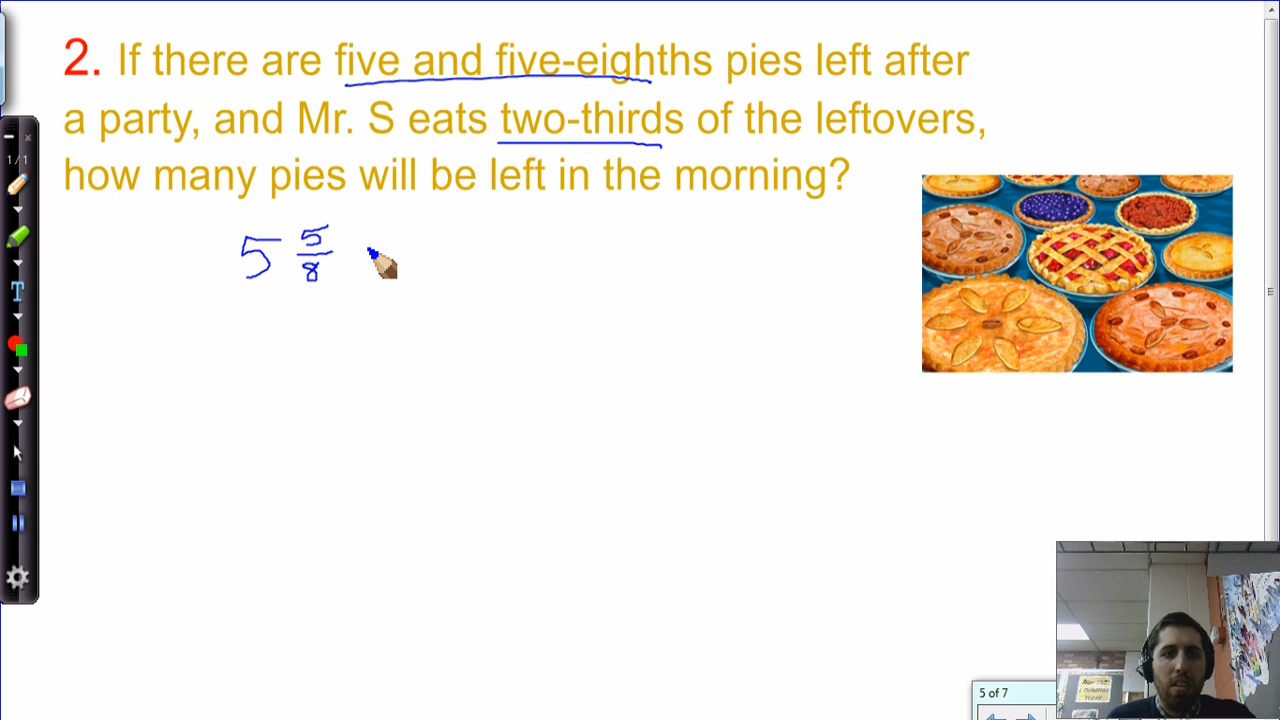 2. If there are five and five-eighths pies left after
a party, and Mr. S eats two-thirds of the leftovers,
how many pies will be left in the morning?
5 5/8
1/1
T
5 of 7